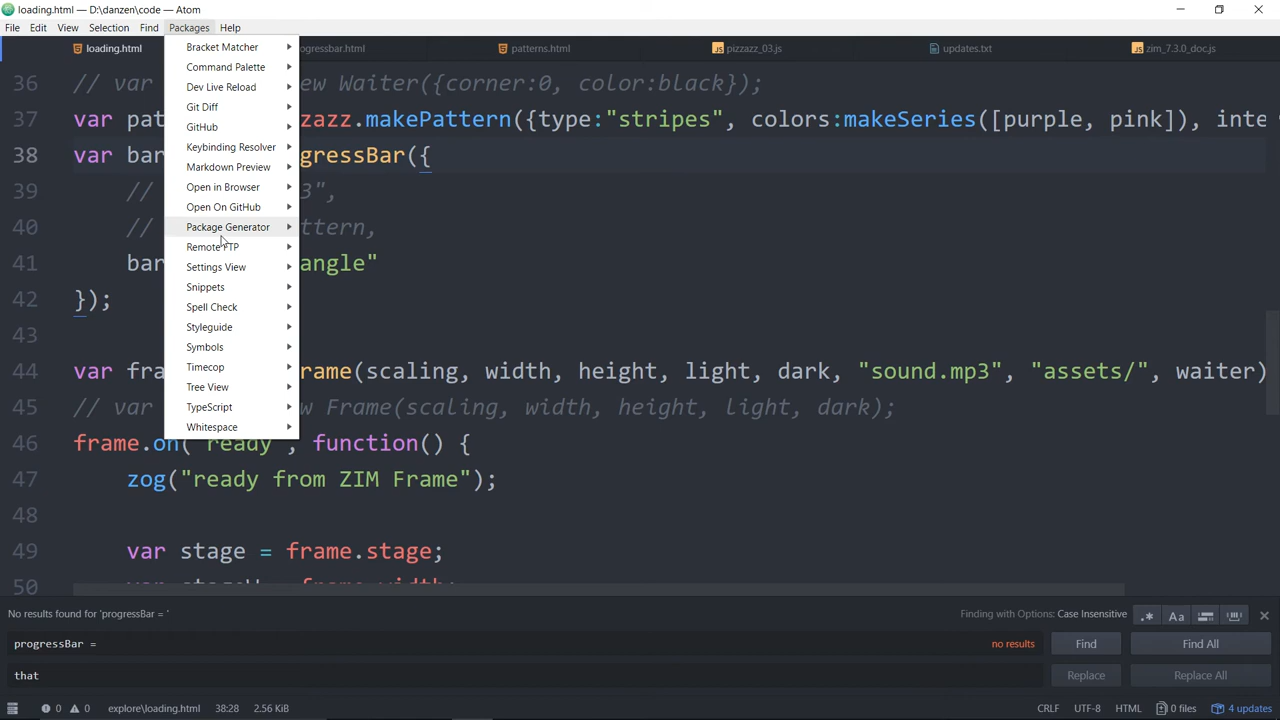 loading.html — D:\danzen\code — Atom
File Edit View Selection Find Packages Help
loading.html
ogressbar.html
patterns.html
pizzazz_03.js
updates.txt
zim_7.3.0_doc.js
Bracket Matcher
Command Palette
Dev Live Reload
Git Diff
GitHub
Keybinding Resolver
Markdown Preview
Open in Browser
Open On GitHub
Package Generator
Remote FTP
Settings View
Snippets
Spell Check
Styleguide
Symbols
Timecop
Tree View
TypeScript
Whitespace
36 // var ew Waiter({corner:0, color:black});
37 var pat zazz.makePattern({type:"stripes", colors:makeSeries([purple, pink]), inte
38 var bar gressBar({
39 // 3",
40 // ttern,
41 bar angle"
42 });
43
44 var fra rame(scaling, width, height, light, dark, "sound.mp3", "assets/", waiter)
45 // var w Frame(scaling, width, height, light, dark);
46 frame.on("ready", function() {
47 zog("ready from ZIM Frame");
48
49 var stage = frame.stage;
50 var stageW = frame.width;
No results found for 'progressBar = '
Finding with Options: Case Insensitive .* Aa
progressBar = no results Find Find All
that Replace Replace All
0 0 explore\loading.html 38:28 2.56 KiB CRLF UTF-8 HTML 0 files 4 updates